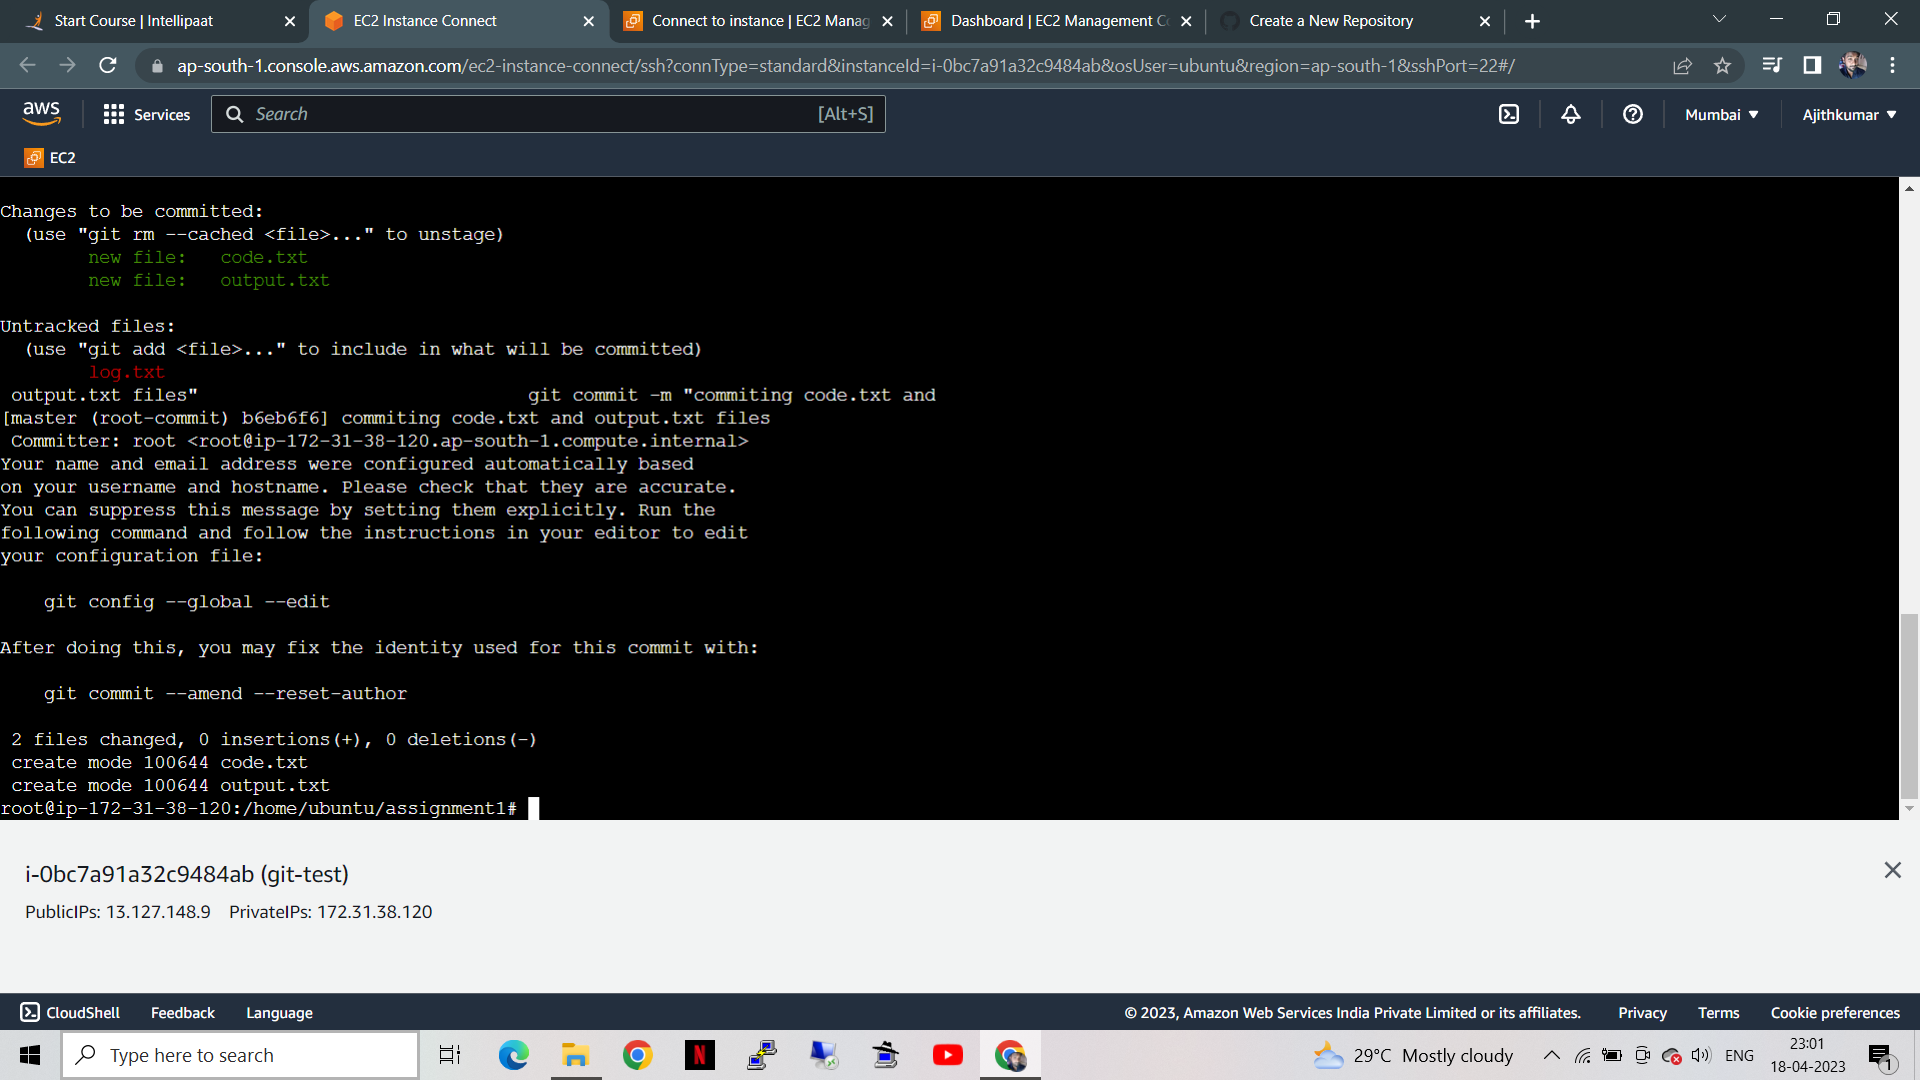 Start Course | Intellipaat
EC2 Instance Connect
Connect to instance | EC2 Manag
Dashboard | EC2 Management Co
Create a New Repository
ap-south-1.console.aws.amazon.com/ec2-instance-connect/ssh?connType=standard&instanceId=i-0bc7a91a32c9484ab&osUser=ubuntu&region=ap-south-1&sshPort=22#/
aws
Services
Search
[Alt+S]
Mumbai
Ajithkumar
EC2
Changes to be committed:
(use "git rm --cached <file>..." to unstage)
new file:   code.txt
new file:   output.txt
Untracked files:
(use "git add <file>..." to include in what will be committed)
log.txt
output.txt files"                              git commit -m "commiting code.txt and
[master (root-commit) b6eb6f6] commiting code.txt and output.txt files
Committer: root <root@ip-172-31-38-120.ap-south-1.compute.internal>
Your name and email address were configured automatically based
on your username and hostname. Please check that they are accurate.
You can suppress this message by setting them explicitly. Run the
following command and follow the instructions in your editor to edit
your configuration file:
git config --global --edit
After doing this, you may fix the identity used for this commit with:
git commit --amend --reset-author
2 files changed, 0 insertions(+), 0 deletions(-)
create mode 100644 code.txt
create mode 100644 output.txt
root@ip-172-31-38-120:/home/ubuntu/assignment1#
i-0bc7a91a32c9484ab (git-test)
PublicIPs: 13.127.148.9   PrivateIPs: 172.31.38.120
CloudShell
Feedback
Language
© 2023, Amazon Web Services India Private Limited or its affiliates.
Privacy
Terms
Cookie preferences
Type here to search
N
29°C  Mostly cloudy
ENG
23:01
18-04-2023
1